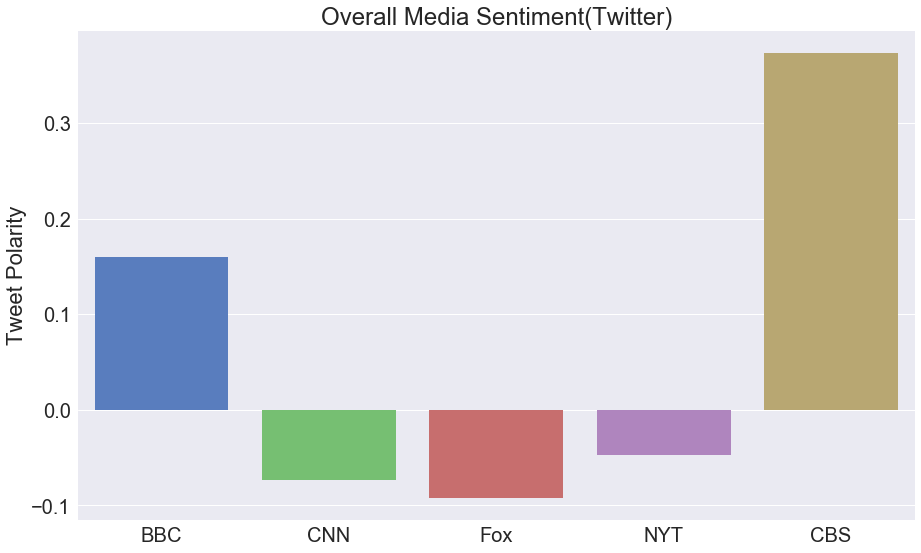 Overall Media Sentiment(Twitter)
Tweet Polarity
0.3
0.2
0.1
0.0
−0.1
BBC CNN Fox NYT CBS